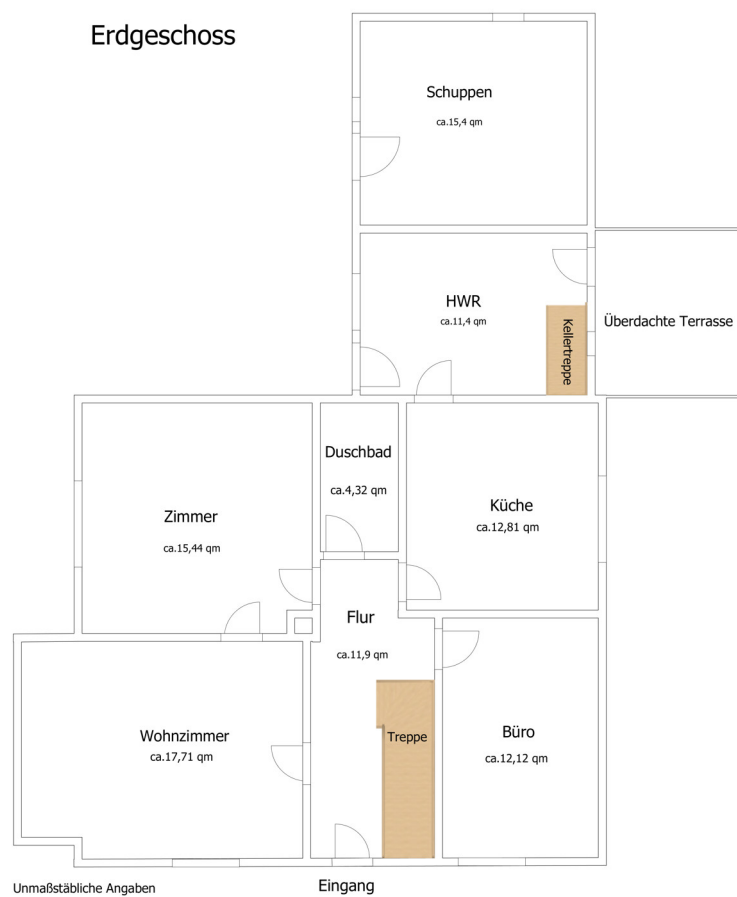 Erdgeschoss
Schuppen
ca.15,4 qm
HWR
ca.11,4 qm
Kellertreppe
Überdachte Terrasse
Duschbad
ca.4,32 qm
Zimmer
ca.15,44 qm
Küche
ca.12,81 qm
Flur
ca.11,9 qm
Wohnzimmer
ca.17,71 qm
Treppe
Büro
ca.12,12 qm
Unmaßstäbliche Angaben
Eingang